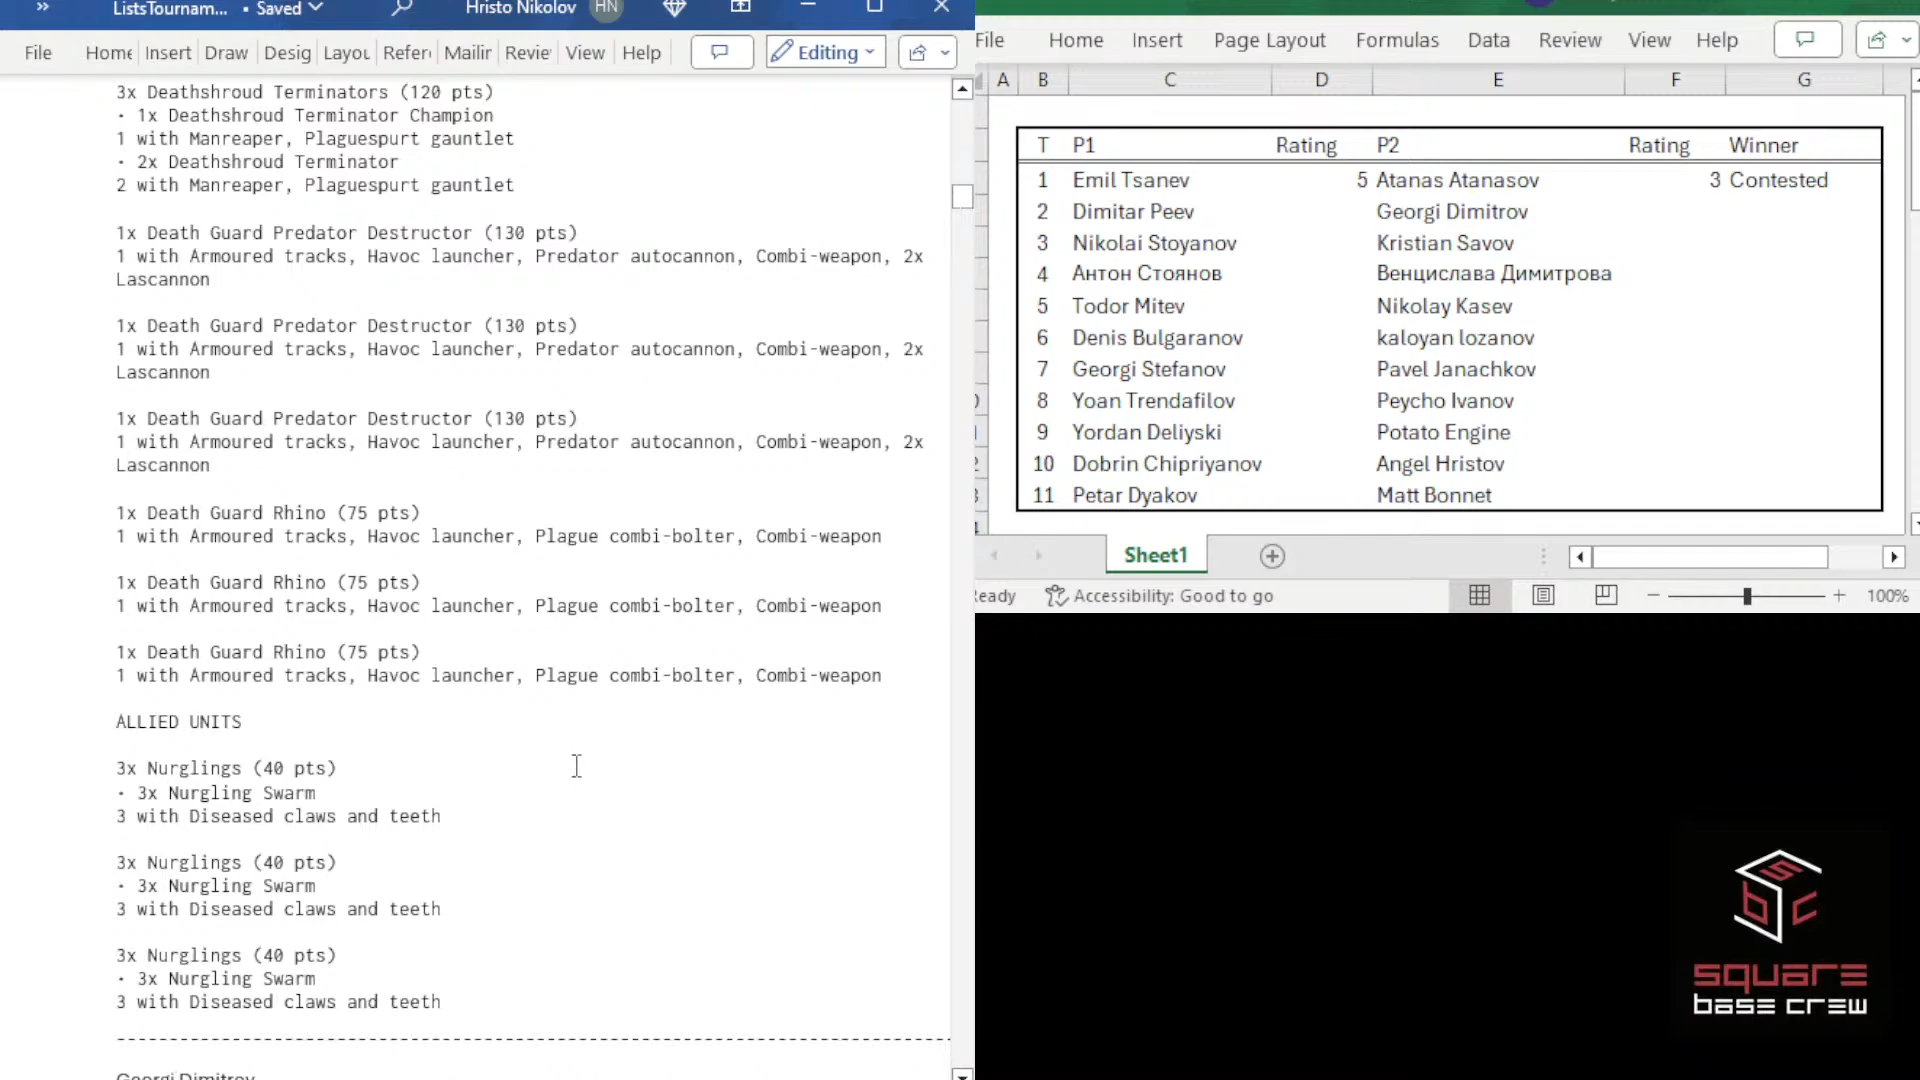 ListsTournam... • Saved
Hristo Nikolov HN
File Home Insert Draw Desig Layou Refer Mailin Revie View Help Editing
3x Deathshroud Terminators (120 pts)
• 1x Deathshroud Terminator Champion
1 with Manreaper, Plaguespurt gauntlet
• 2x Deathshroud Terminator
2 with Manreaper, Plaguespurt gauntlet
1x Death Guard Predator Destructor (130 pts)
1 with Armoured tracks, Havoc launcher, Predator autocannon, Combi-weapon, 2x
Lascannon
1x Death Guard Predator Destructor (130 pts)
1 with Armoured tracks, Havoc launcher, Predator autocannon, Combi-weapon, 2x
Lascannon
1x Death Guard Predator Destructor (130 pts)
1 with Armoured tracks, Havoc launcher, Predator autocannon, Combi-weapon, 2x
Lascannon
1x Death Guard Rhino (75 pts)
1 with Armoured tracks, Havoc launcher, Plague combi-bolter, Combi-weapon
1x Death Guard Rhino (75 pts)
1 with Armoured tracks, Havoc launcher, Plague combi-bolter, Combi-weapon
1x Death Guard Rhino (75 pts)
1 with Armoured tracks, Havoc launcher, Plague combi-bolter, Combi-weapon
ALLIED UNITS
3x Nurglings (40 pts)
• 3x Nurgling Swarm
3 with Diseased claws and teeth
3x Nurglings (40 pts)
• 3x Nurgling Swarm
3 with Diseased claws and teeth
3x Nurglings (40 pts)
• 3x Nurgling Swarm
3 with Diseased claws and teeth
Georgi Dimitrov
File Home Insert Page Layout Formulas Data Review View Help
A B C D E F G
T P1 Rating P2 Rating Winner
1 Emil Tsanev 5 Atanas Atanasov 3 Contested
2 Dimitar Peev Georgi Dimitrov
3 Nikolai Stoyanov Kristian Savov
4 Антон Стоянов Венцислава Димитрова
5 Todor Mitev Nikolay Kasev
6 Denis Bulgaranov kaloyan lozanov
7 Georgi Stefanov Pavel Janachkov
8 Yoan Trendafilov Peycho Ivanov
9 Yordan Deliyski Potato Engine
10 Dobrin Chipriyanov Angel Hristov
11 Petar Dyakov Matt Bonnet
Sheet1
Ready Accessibility: Good to go 100%
sbc
square
base crew